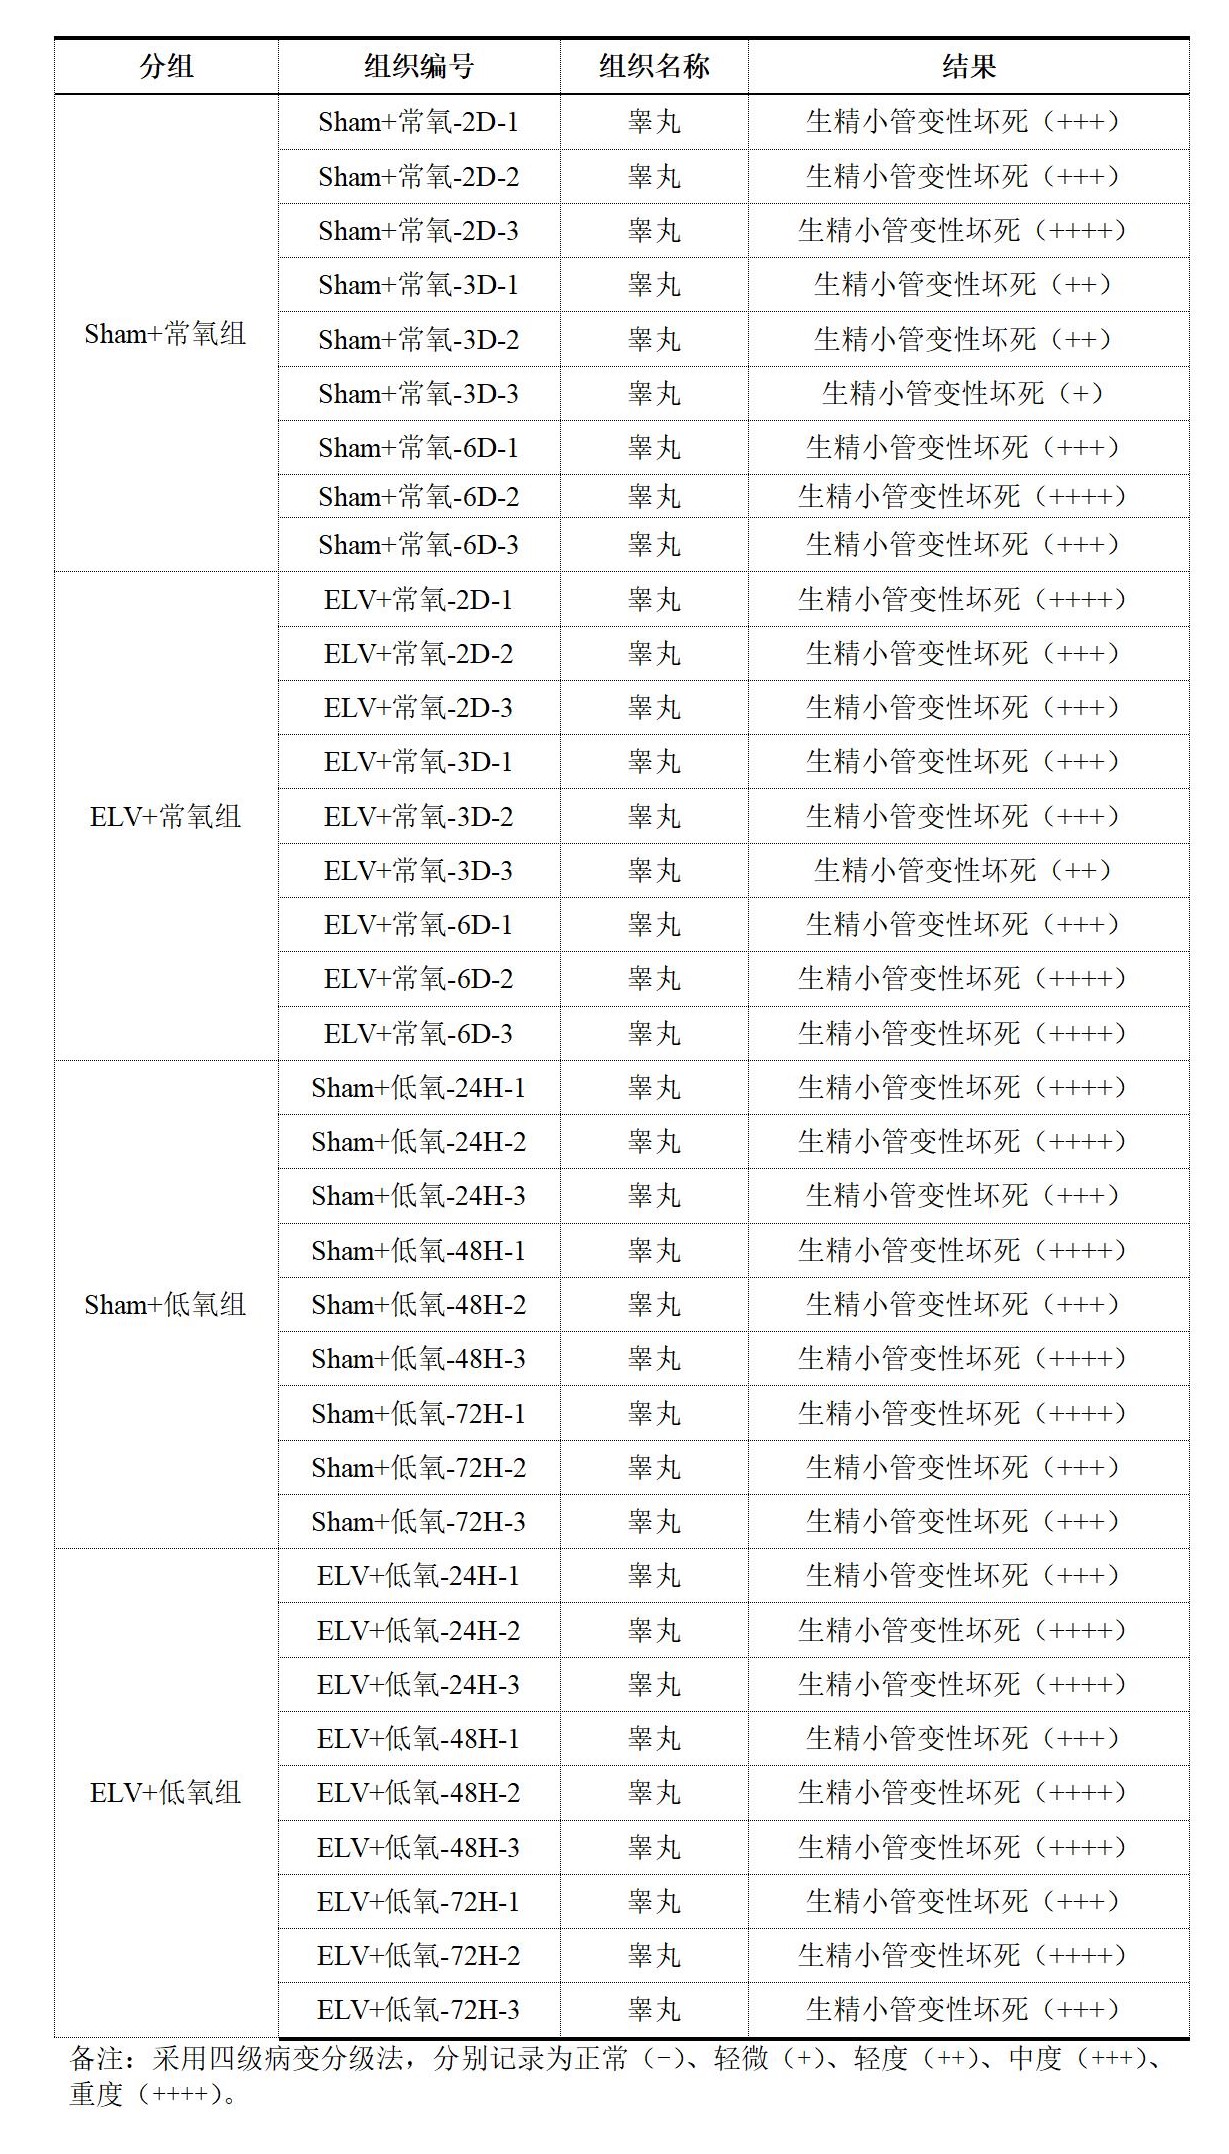 分组 组织编号 组织名称 结果
Sham+常氧-2D-1 睾丸 生精小管变性坏死（+++）
Sham+常氧-2D-2 睾丸 生精小管变性坏死（+++）
Sham+常氧-2D-3 睾丸 生精小管变性坏死（++++）
Sham+常氧-3D-1 睾丸 生精小管变性坏死（++）
Sham+常氧组 Sham+常氧-3D-2 睾丸 生精小管变性坏死（++）
Sham+常氧-3D-3 睾丸 生精小管变性坏死（+）
Sham+常氧-6D-1 睾丸 生精小管变性坏死（+++）
Sham+常氧-6D-2 睾丸 生精小管变性坏死（++++）
Sham+常氧-6D-3 睾丸 生精小管变性坏死（+++）
ELV+常氧-2D-1 睾丸 生精小管变性坏死（++++）
ELV+常氧-2D-2 睾丸 生精小管变性坏死（+++）
ELV+常氧-2D-3 睾丸 生精小管变性坏死（+++）
ELV+常氧-3D-1 睾丸 生精小管变性坏死（+++）
ELV+常氧组 ELV+常氧-3D-2 睾丸 生精小管变性坏死（+++）
ELV+常氧-3D-3 睾丸 生精小管变性坏死（++）
ELV+常氧-6D-1 睾丸 生精小管变性坏死（+++）
ELV+常氧-6D-2 睾丸 生精小管变性坏死（++++）
ELV+常氧-6D-3 睾丸 生精小管变性坏死（++++）
Sham+低氧-24H-1 睾丸 生精小管变性坏死（++++）
Sham+低氧-24H-2 睾丸 生精小管变性坏死（++++）
Sham+低氧-24H-3 睾丸 生精小管变性坏死（+++）
Sham+低氧-48H-1 睾丸 生精小管变性坏死（++++）
Sham+低氧组 Sham+低氧-48H-2 睾丸 生精小管变性坏死（+++）
Sham+低氧-48H-3 睾丸 生精小管变性坏死（++++）
Sham+低氧-72H-1 睾丸 生精小管变性坏死（++++）
Sham+低氧-72H-2 睾丸 生精小管变性坏死（+++）
Sham+低氧-72H-3 睾丸 生精小管变性坏死（+++）
ELV+低氧-24H-1 睾丸 生精小管变性坏死（+++）
ELV+低氧-24H-2 睾丸 生精小管变性坏死（++++）
ELV+低氧-24H-3 睾丸 生精小管变性坏死（++++）
ELV+低氧-48H-1 睾丸 生精小管变性坏死（+++）
ELV+低氧组 ELV+低氧-48H-2 睾丸 生精小管变性坏死（++++）
ELV+低氧-48H-3 睾丸 生精小管变性坏死（++++）
ELV+低氧-72H-1 睾丸 生精小管变性坏死（+++）
ELV+低氧-72H-2 睾丸 生精小管变性坏死（++++）
ELV+低氧-72H-3 睾丸 生精小管变性坏死（+++）
备注：采用四级病变分级法，分别记录为正常（−）、轻微（+）、轻度（++）、中度（+++）、
重度（++++）。